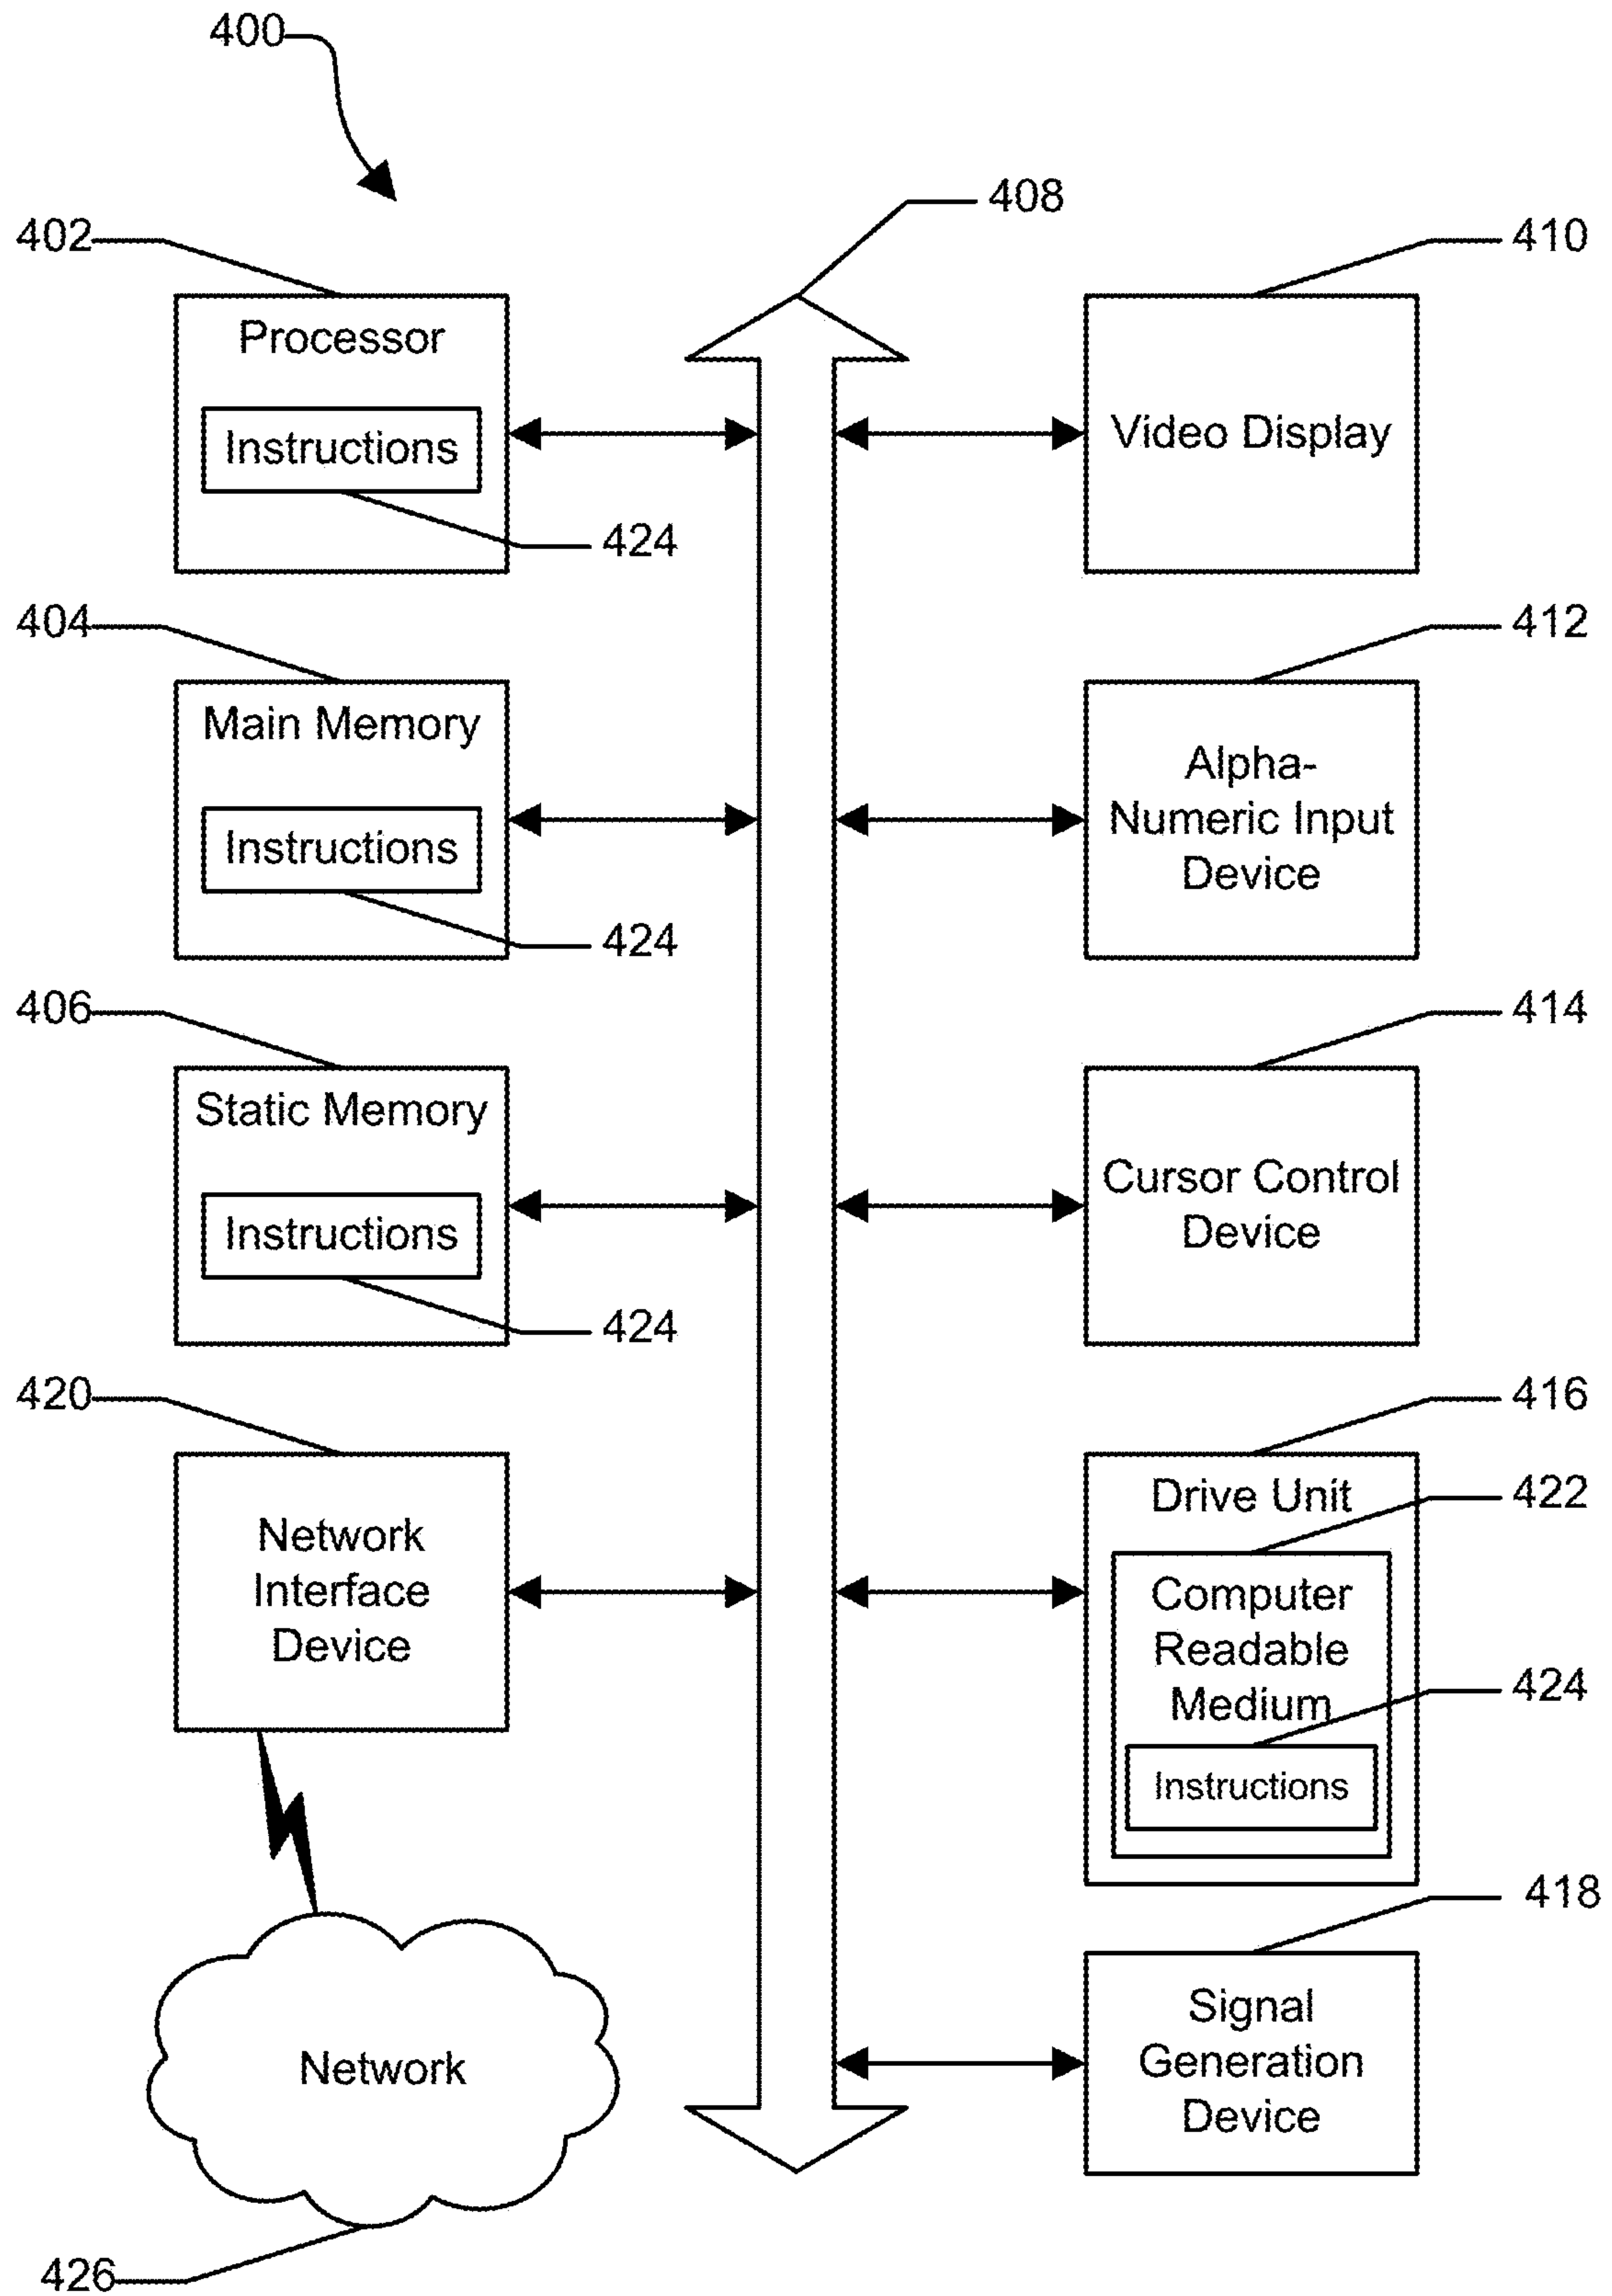 400
408
402
410
Processor
Instructions
424
Video Display
404
412
Main Memory
Instructions
424
Alpha-
Numeric Input
Device
406
414
Static Memory
Instructions
424
Cursor Control
Device
420
416
Network
Interface
Device
Drive Unit
422
Computer
Readable
Medium
424
Instructions
418
Network
Signal
Generation
Device
426